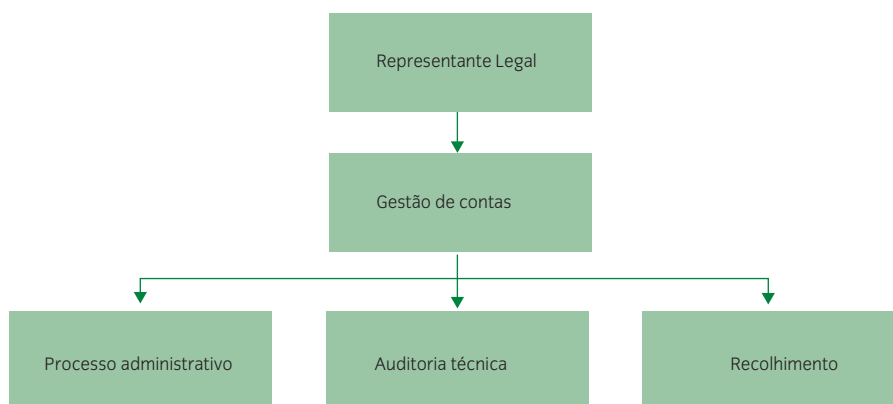 Representante Legal
Gestão de contas
Processo administrativo
Auditoria técnica
Recolhimento